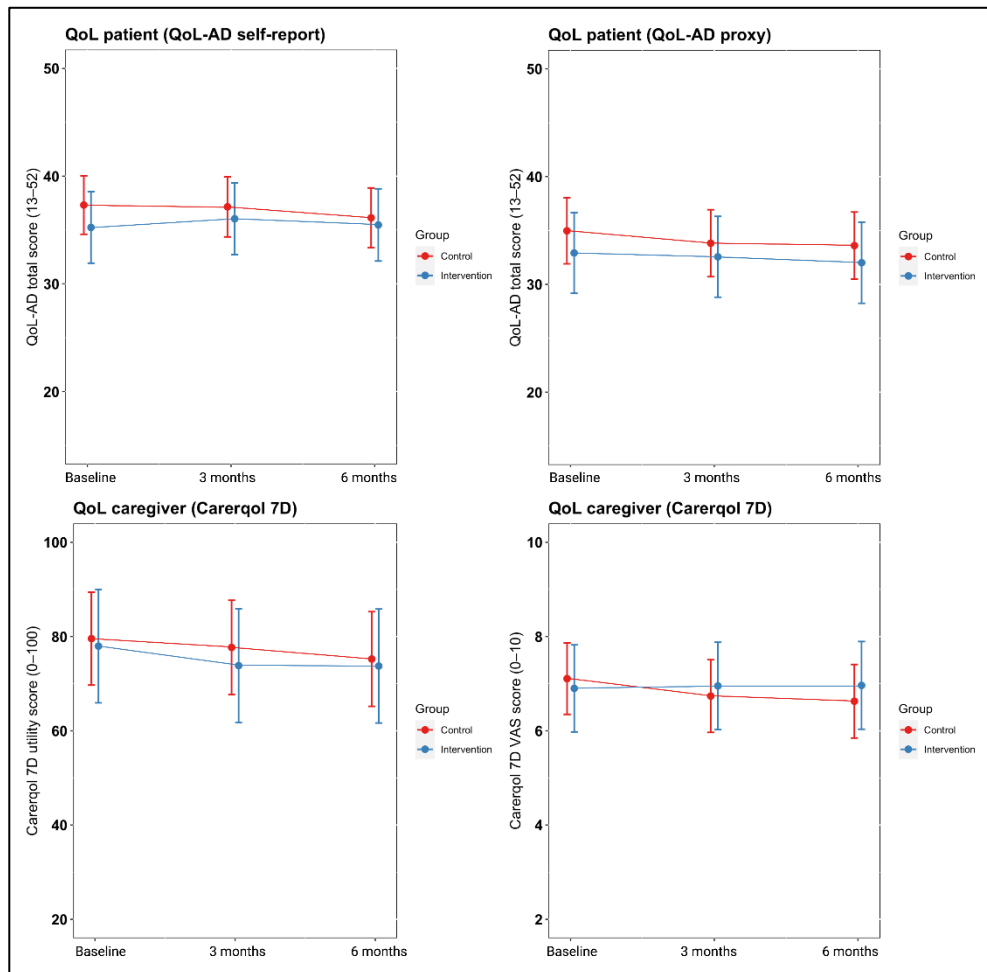 QoL patient (QoL-AD self-report)
50
40
30
20
QoL-AD total score (13–52)
Baseline
3 months
6 months
Group
Control
Intervention
QoL patient (QoL-AD proxy)
50
40
30
20
QoL-AD total score (13–52)
Baseline
3 months
6 months
Group
Control
Intervention
QoL caregiver (Carerqol 7D)
100
80
60
40
20
Carerqol 7D utility score (0–100)
Baseline
3 months
6 months
Group
Control
Intervention
QoL caregiver (Carerqol 7D)
10
8
6
4
2
Carerqol 7D VAS score (0–10)
Baseline
3 months
6 months
Group
Control
Intervention